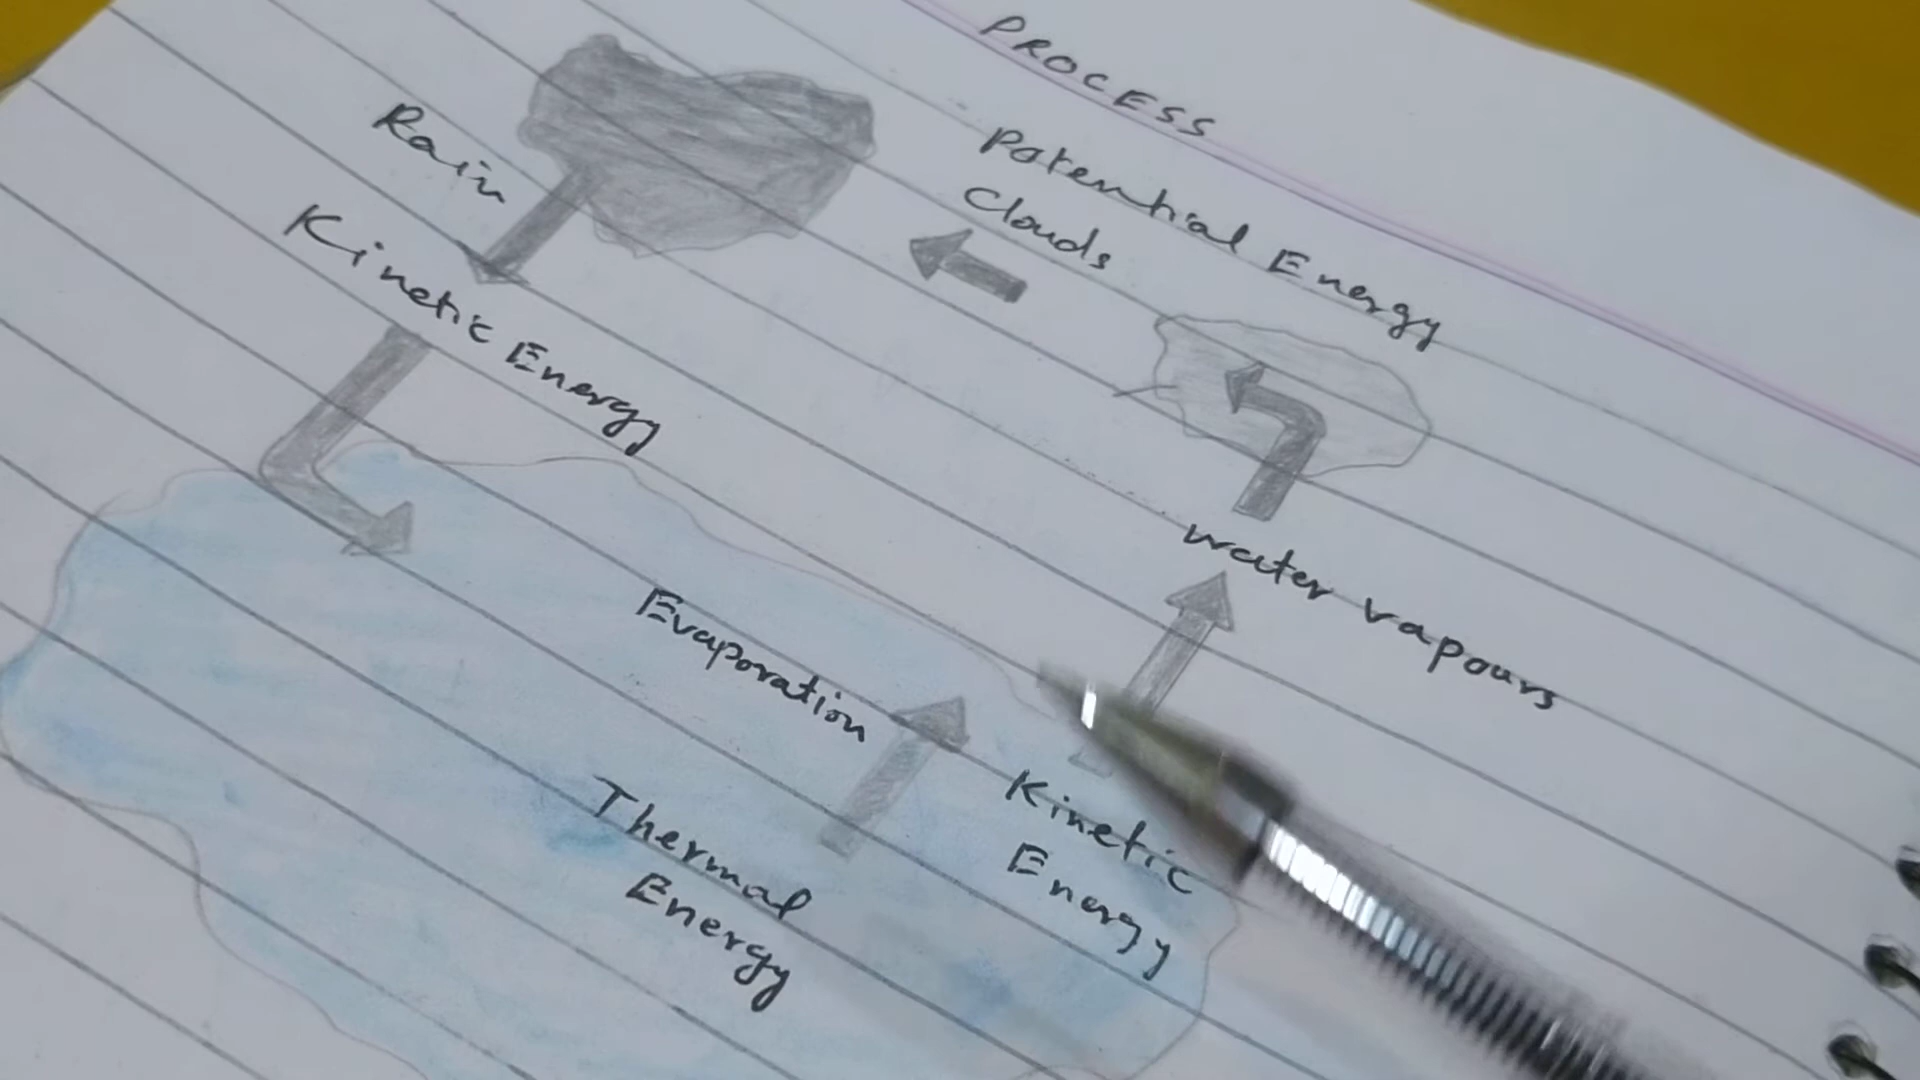 PROCESS
Potential Energy
Clouds
Rain
Kinetic Energy
water vapours
Evaporation
Kinetic
Energy
Thermal
Energy